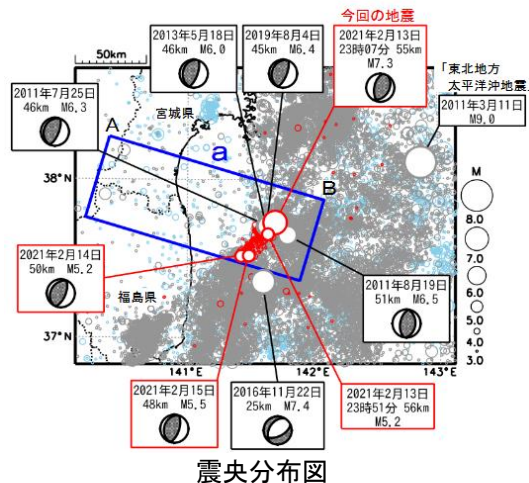 今回の地震
50km
2013年5月18日
46km M6.0
2019年8月4日
45km M6.4
2021年2月13日
23時07分 55km
M7.3
「東北地方
太平洋沖地震」
2011年3月11日
M9.0
2011年7月25日
46km M6.3
宮城県
A
a
B
38°N
M
8.0
7.0
6.0
5.0
4.0
3.0
2021年2月14日
50km M5.2
福島県
2011年8月19日
51km M6.5
37°N
141°E
142°E
143°E
2021年2月15日
48km M5.5
2016年11月22日
25km M7.4
2021年2月13日
23時51分 56km
M5.2
震央分布図